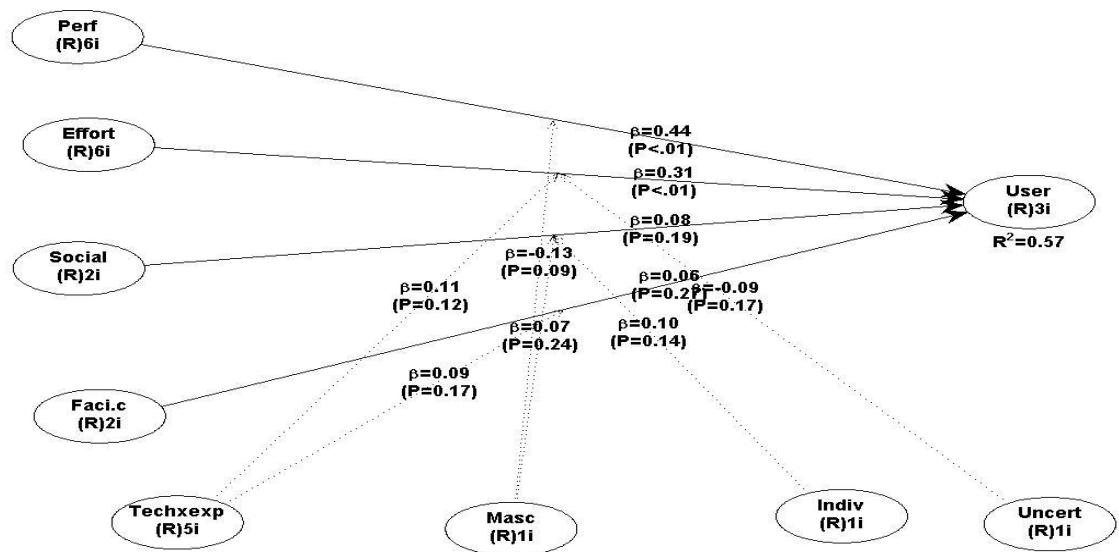 Perf
(R)6i
Effort
(R)6i
β=0.44
(P<.01)
β=0.31
(P<.01)
User
(R)3i
R²=0.57
Social
(R)2i
β=0.08
(P=0.19)
β=-0.13
(P=0.09)
β=0.11
(P=0.12)
β=0.06
(P=0.27)
β=-0.09
(P=0.17)
β=0.07
(P=0.24)
β=0.10
(P=0.14)
β=0.09
(P=0.17)
Faci.c
(R)2i
Techxexp
(R)5i
Masc
(R)1i
Indiv
(R)1i
Uncert
(R)1i